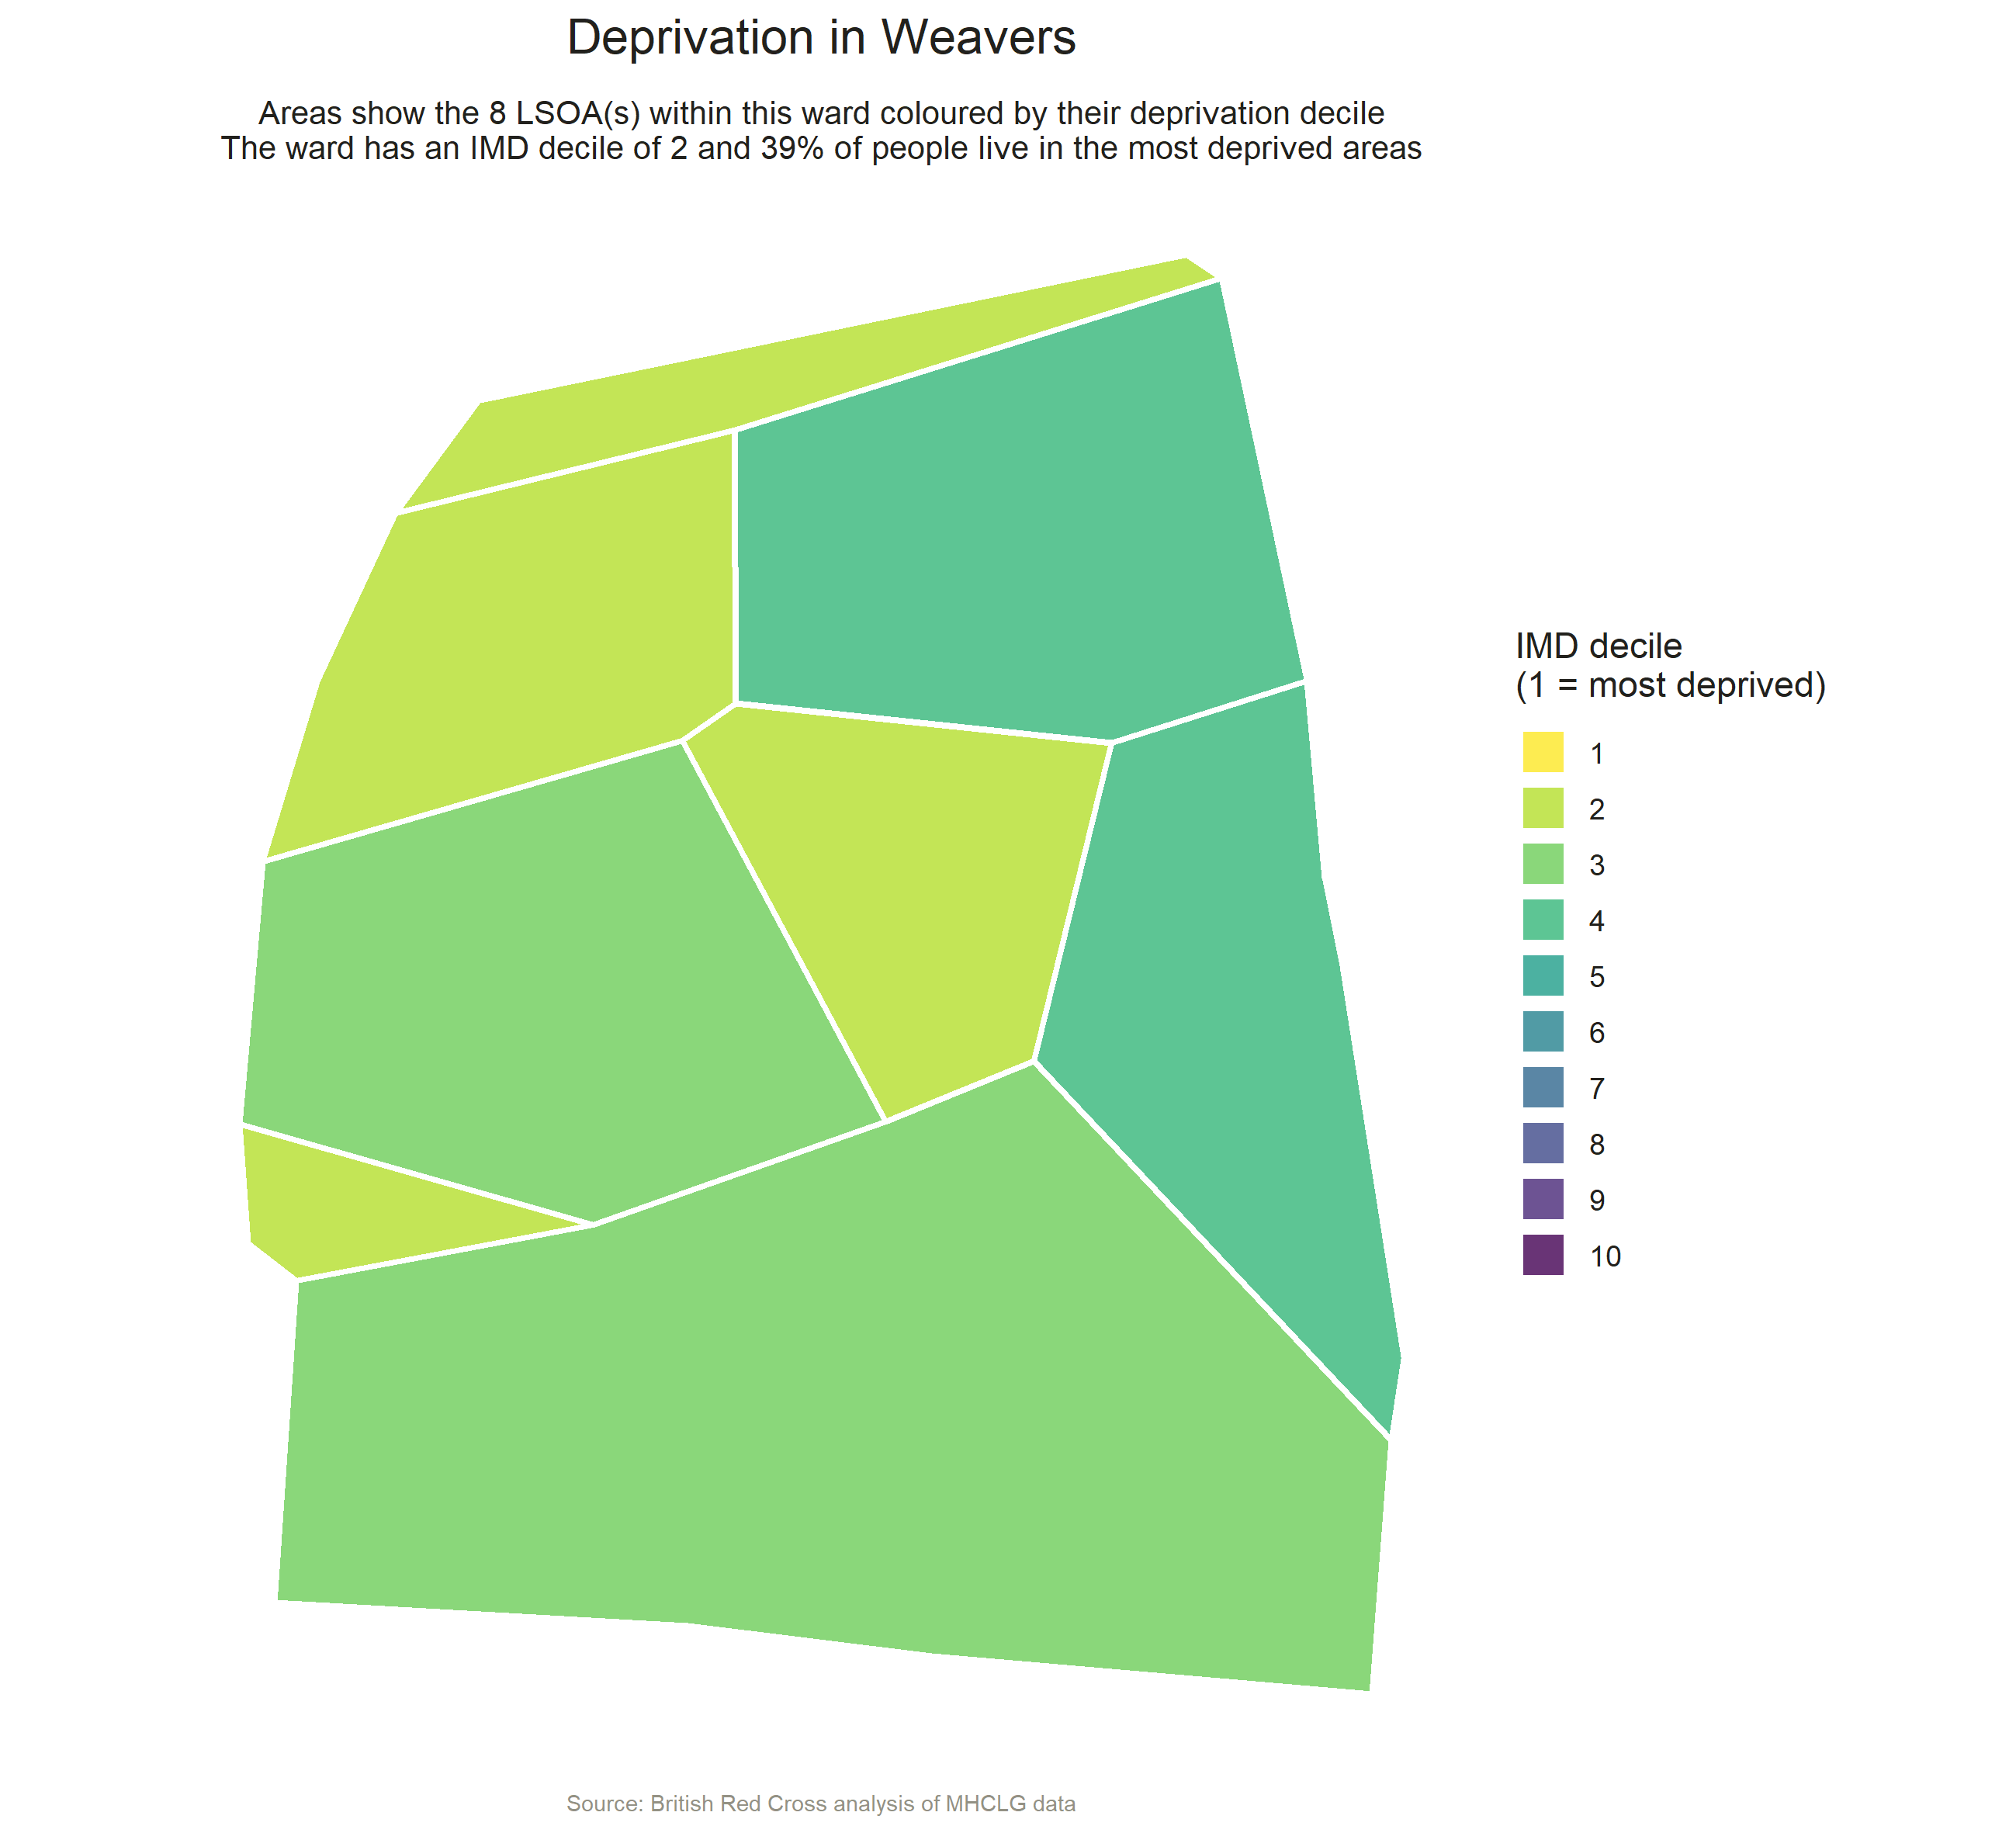 Deprivation in Weavers
Areas show the 8 LSOA(s) within this ward coloured by their deprivation decile
The ward has an IMD decile of 2 and 39% of people live in the most deprived areas
IMD decile
(1 = most deprived)
1
2
3
4
5
6
7
8
9
10
Source: British Red Cross analysis of MHCLG data